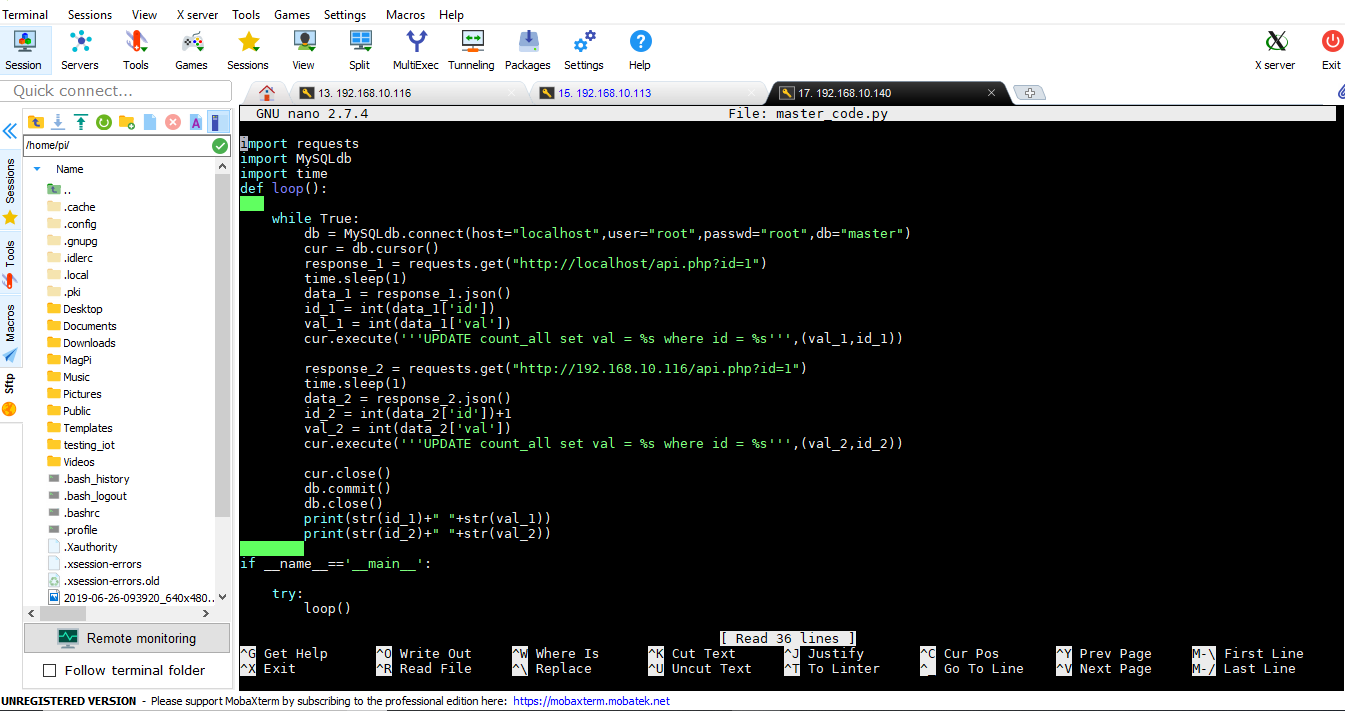 Terminal Sessions View X server Tools Games Settings Macros Help
Session Servers Tools Games Sessions View Split MultiExec Tunneling Packages Settings Help X server Exit
Quick connect...
13. 192.168.10.116
15. 192.168.10.113
17. 192.168.10.140
Sessions
Tools
Macros
Sftp
/home/pi/
Name
..
.cache
.config
.gnupg
.idlerc
.local
.pki
Desktop
Documents
Downloads
MagPi
Music
Pictures
Public
Templates
testing_iot
Videos
.bash_history
.bash_logout
.bashrc
.profile
.Xauthority
.xsession-errors
.xsession-errors.old
2019-06-26-093920_640x480..
Remote monitoring
Follow terminal folder
GNU nano 2.7.4 File: master_code.py
import requests
import MySQLdb
import time
def loop():
    while True:
        db = MySQLdb.connect(host="localhost",user="root",passwd="root",db="master")
        cur = db.cursor()
        response_1 = requests.get("http://localhost/api.php?id=1")
        time.sleep(1)
        data_1 = response_1.json()
        id_1 = int(data_1['id'])
        val_1 = int(data_1['val'])
        cur.execute('''UPDATE count_all set val = %s where id = %s''',(val_1,id_1))
        response_2 = requests.get("http://192.168.10.116/api.php?id=1")
        time.sleep(1)
        data_2 = response_2.json()
        id_2 = int(data_2['id'])+1
        val_2 = int(data_2['val'])
        cur.execute('''UPDATE count_all set val = %s where id = %s''',(val_2,id_2))
        cur.close()
        db.commit()
        db.close()
        print(str(id_1)+" "+str(val_1))
        print(str(id_2)+" "+str(val_2))
if __name__=='__main__':
    try:
        loop()
[ Read 36 lines ]
^G Get Help ^O Write Out ^W Where Is ^K Cut Text ^J Justify ^C Cur Pos ^Y Prev Page M-\ First Line
^X Exit ^R Read File ^\ Replace ^U Uncut Text ^T To Linter ^_ Go To Line ^V Next Page M-/ Last Line
UNREGISTERED VERSION - Please support MobaXterm by subscribing to the professional edition here: https://mobaxterm.mobatek.net